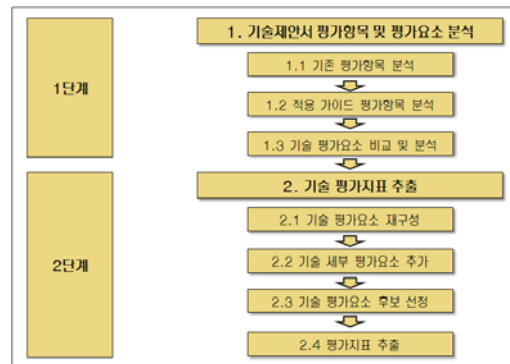 1단계
1. 기술제안서 평가항목 및 평가요소 분석
1.1 기존 평가항목 분석
1.2 적용 가이드 평가항목 분석
1.3 기술 평가요소 비교 및 분석
2단계
2. 기술 평가지표 추출
2.1 기술 평가요소 재구성
2.2 기술 세부 평가요소 추가
2.3 기술 평가요소 후보 선정
2.4 평가지표 추출